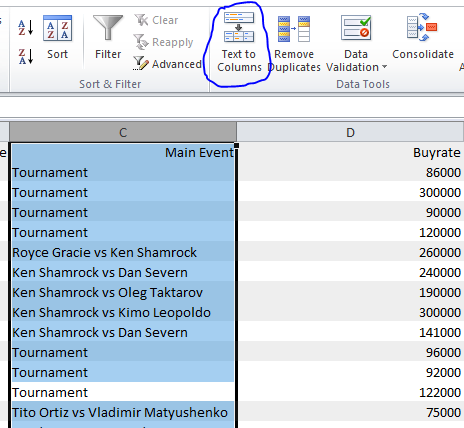 A Z
Z A
Sort
Filter
Clear
Reapply
Advanced
Text to Columns
Remove Duplicates
Data Validation
Consolidate
A
Sort & Filter
Data Tools
C D
e Main Event Buyrate
Tournament 86000
Tournament 300000
Tournament 90000
Tournament 120000
Royce Gracie vs Ken Shamrock 260000
Ken Shamrock vs Dan Severn 240000
Ken Shamrock vs Oleg Taktarov 190000
Ken Shamrock vs Kimo Leopoldo 300000
Ken Shamrock vs Dan Severn 141000
Tournament 96000
Tournament 92000
Tournament 122000
Tito Ortiz vs Vladimir Matyushenko 75000